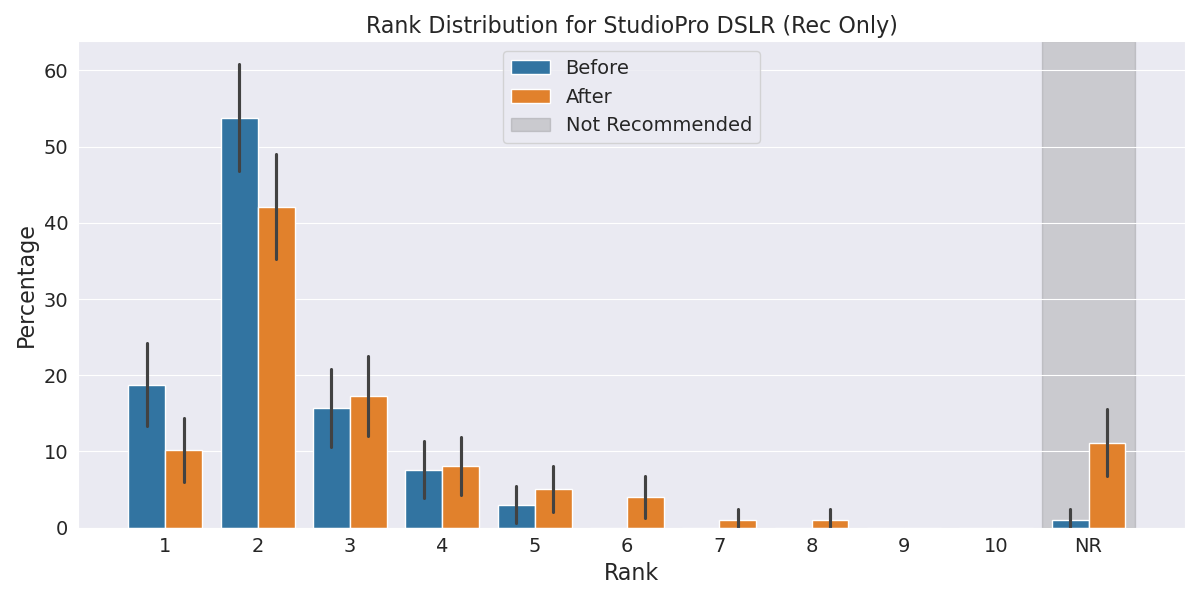 Rank Distribution for StudioPro DSLR (Rec Only)
Before
After
Not Recommended
Percentage
60
50
40
30
20
10
0
1 2 3 4 5 6 7 8 9 10 NR
Rank